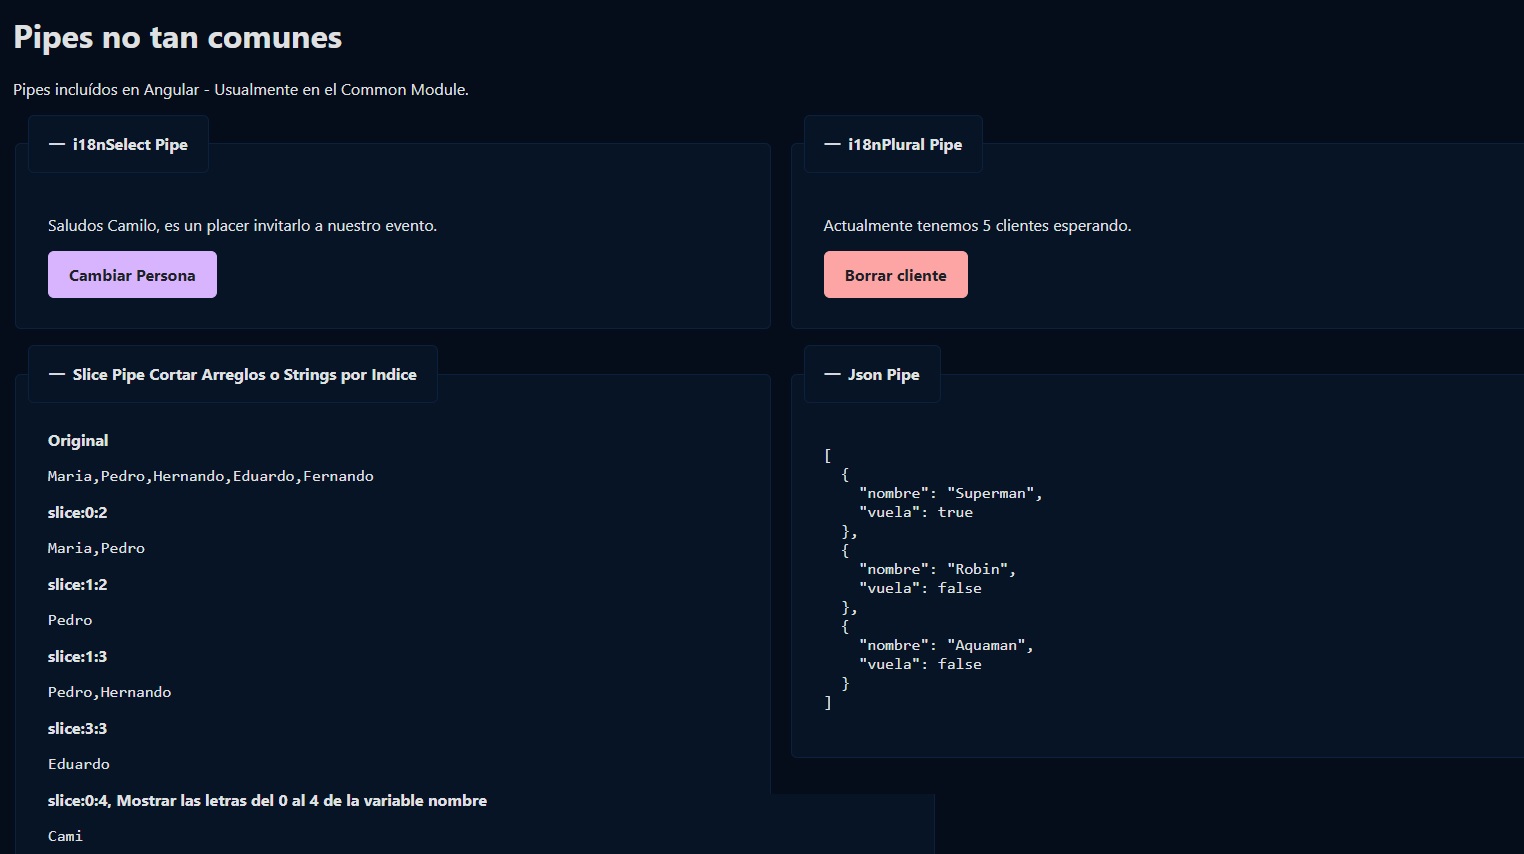 Pipes no tan comunes
Pipes incluídos en Angular - Usualmente en el Common Module.
— i18nSelect Pipe
Saludos Camilo, es un placer invitarlo a nuestro evento.
Cambiar Persona
— i18nPlural Pipe
Actualmente tenemos 5 clientes esperando.
Borrar cliente
— Slice Pipe Cortar Arreglos o Strings por Indice
Original
Maria,Pedro,Hernando,Eduardo,Fernando
slice:0:2
Maria,Pedro
slice:1:2
Pedro
slice:1:3
Pedro,Hernando
slice:3:3
Eduardo
slice:0:4, Mostrar las letras del 0 al 4 de la variable nombre
Cami
— Json Pipe
[
  {
    "nombre": "Superman",
    "vuela": true
  },
  {
    "nombre": "Robin",
    "vuela": false
  },
  {
    "nombre": "Aquaman",
    "vuela": false
  }
]